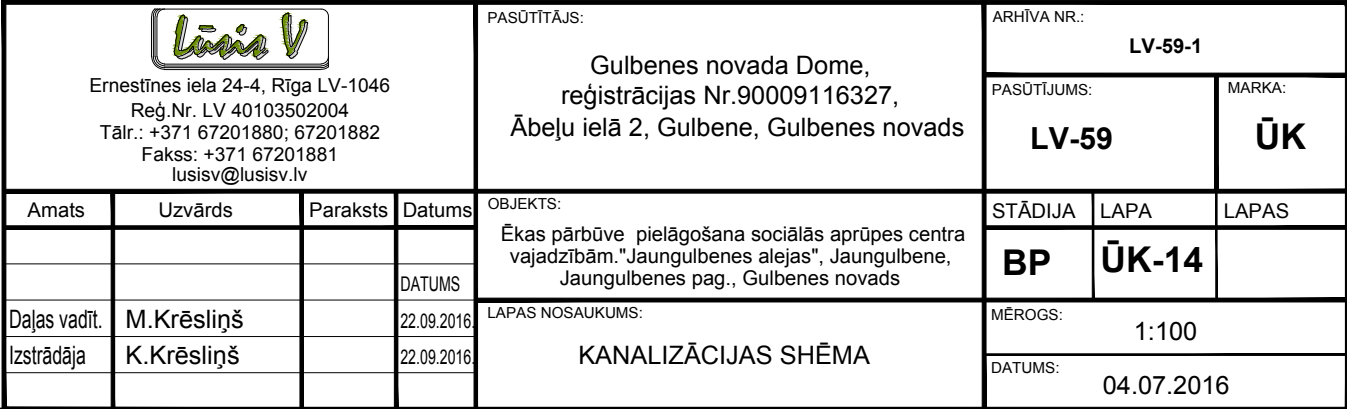 Lūsis V
Ernestīnes iela 24-4, Rīga LV-1046
Reģ.Nr. LV 40103502004
Tālr.: +371 67201880; 67201882
Fakss: +371 67201881
lusisv@lusisv.lv
PASŪTĪTĀJS:
Gulbenes novada Dome,
reģistrācijas Nr.90009116327,
Ābeļu ielā 2, Gulbene, Gulbenes novads
ARHĪVA NR.:
LV-59-1
PASŪTĪJUMS:
LV-59
MARKA:
ŪK
Amats Uzvārds Paraksts Datums
DATUMS
Daļas vadīt. M.Krēsliņš 22.09.2016.
Izstrādāja K.Krēsliņš 22.09.2016.
OBJEKTS:
Ēkas pārbūve pielāgošana sociālās aprūpes centra
vajadzībām."Jaungulbenes alejas", Jaungulbene,
Jaungulbenes pag., Gulbenes novads
STĀDIJA LAPA LAPAS
BP ŪK-14
LAPAS NOSAUKUMS:
KANALIZĀCIJAS SHĒMA
MĒROGS:
1:100
DATUMS:
04.07.2016